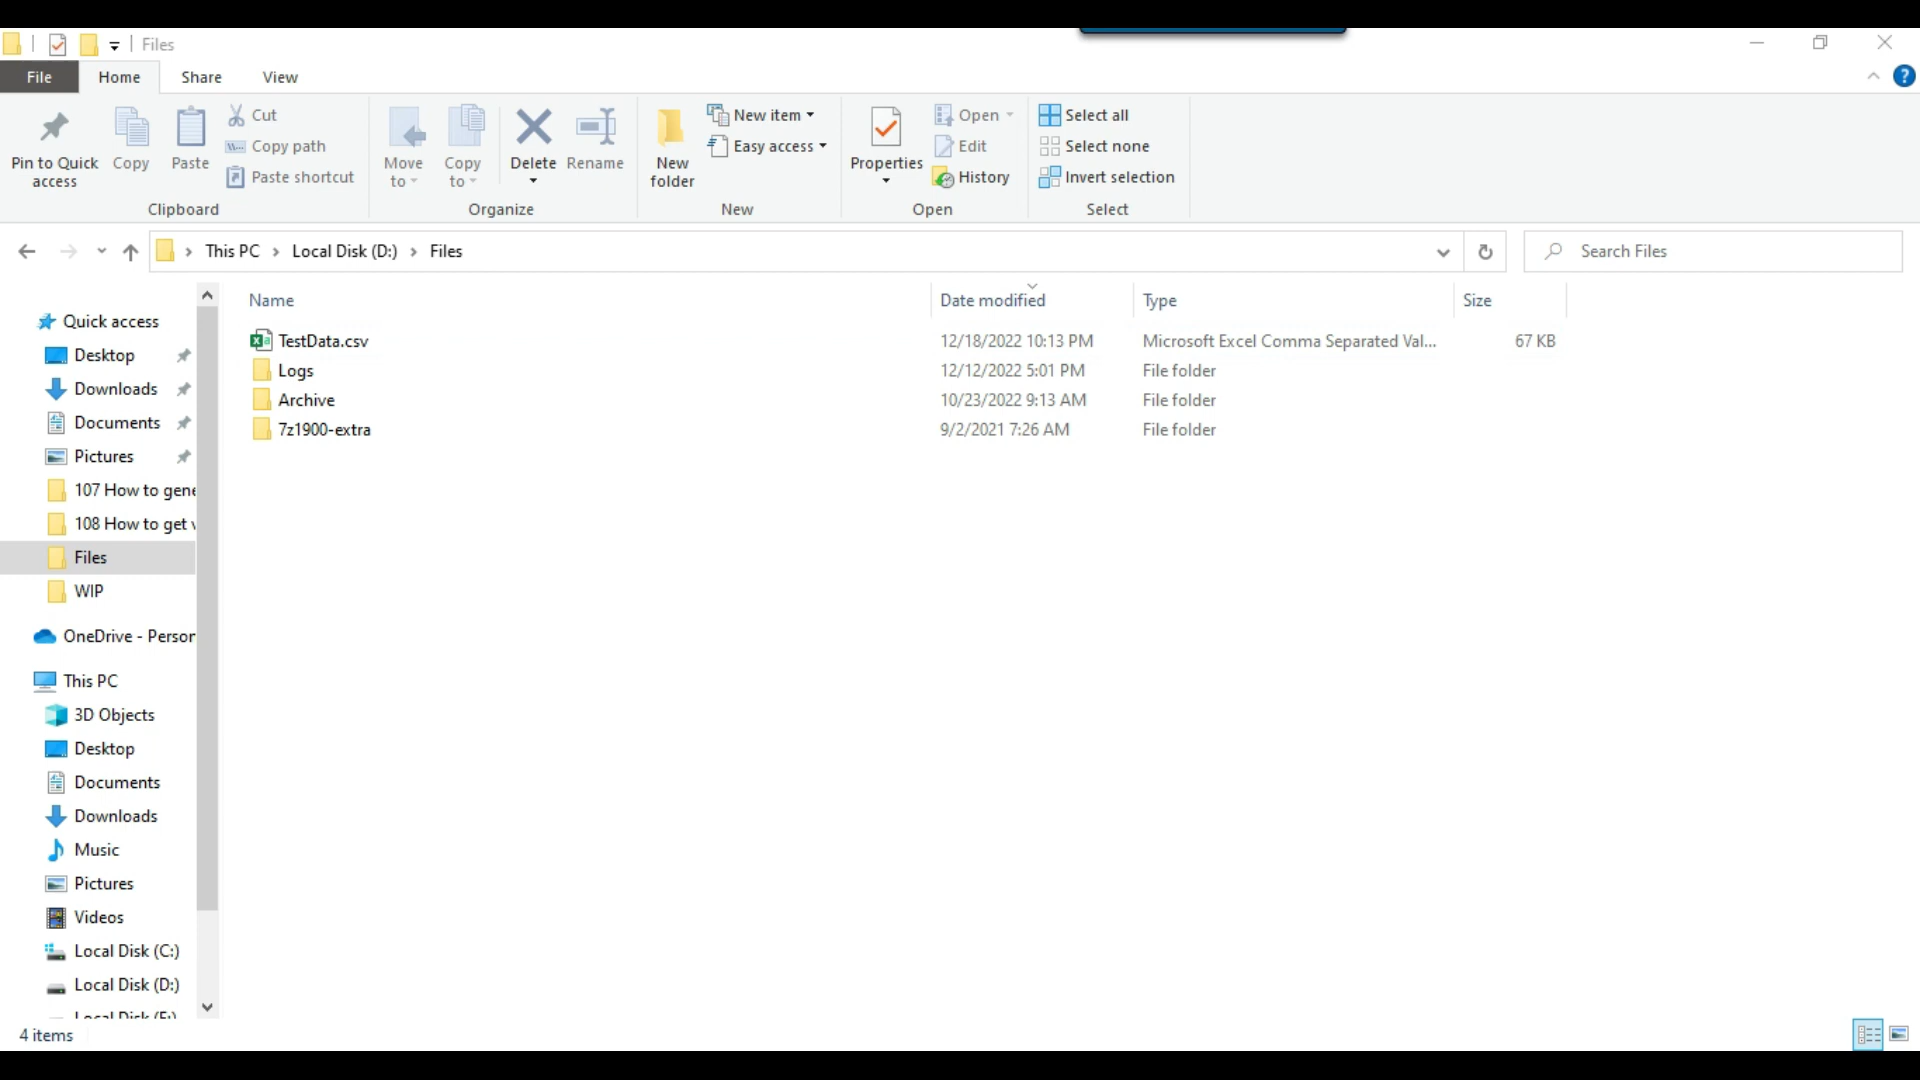 Files
File Home Share View
Pin to Quick access
Copy
Paste
Cut
Copy path
Paste shortcut
Clipboard
Move to
Copy to
Delete
Rename
Organize
New folder
New item
Easy access
New
Properties
Open
Edit
History
Open
Select all
Select none
Invert selection
Select
This PC > Local Disk (D:) > Files
Search Files
Name Date modified Type Size
TestData.csv 12/18/2022 10:13 PM Microsoft Excel Comma Separated Val... 67 KB
Logs 12/12/2022 5:01 PM File folder
Archive 10/23/2022 9:13 AM File folder
7z1900-extra 9/2/2021 7:26 AM File folder
Quick access
Desktop
Downloads
Documents
Pictures
107 How to gene
108 How to get v
Files
WIP
OneDrive - Person
This PC
3D Objects
Desktop
Documents
Downloads
Music
Pictures
Videos
Local Disk (C:)
Local Disk (D:)
4 items